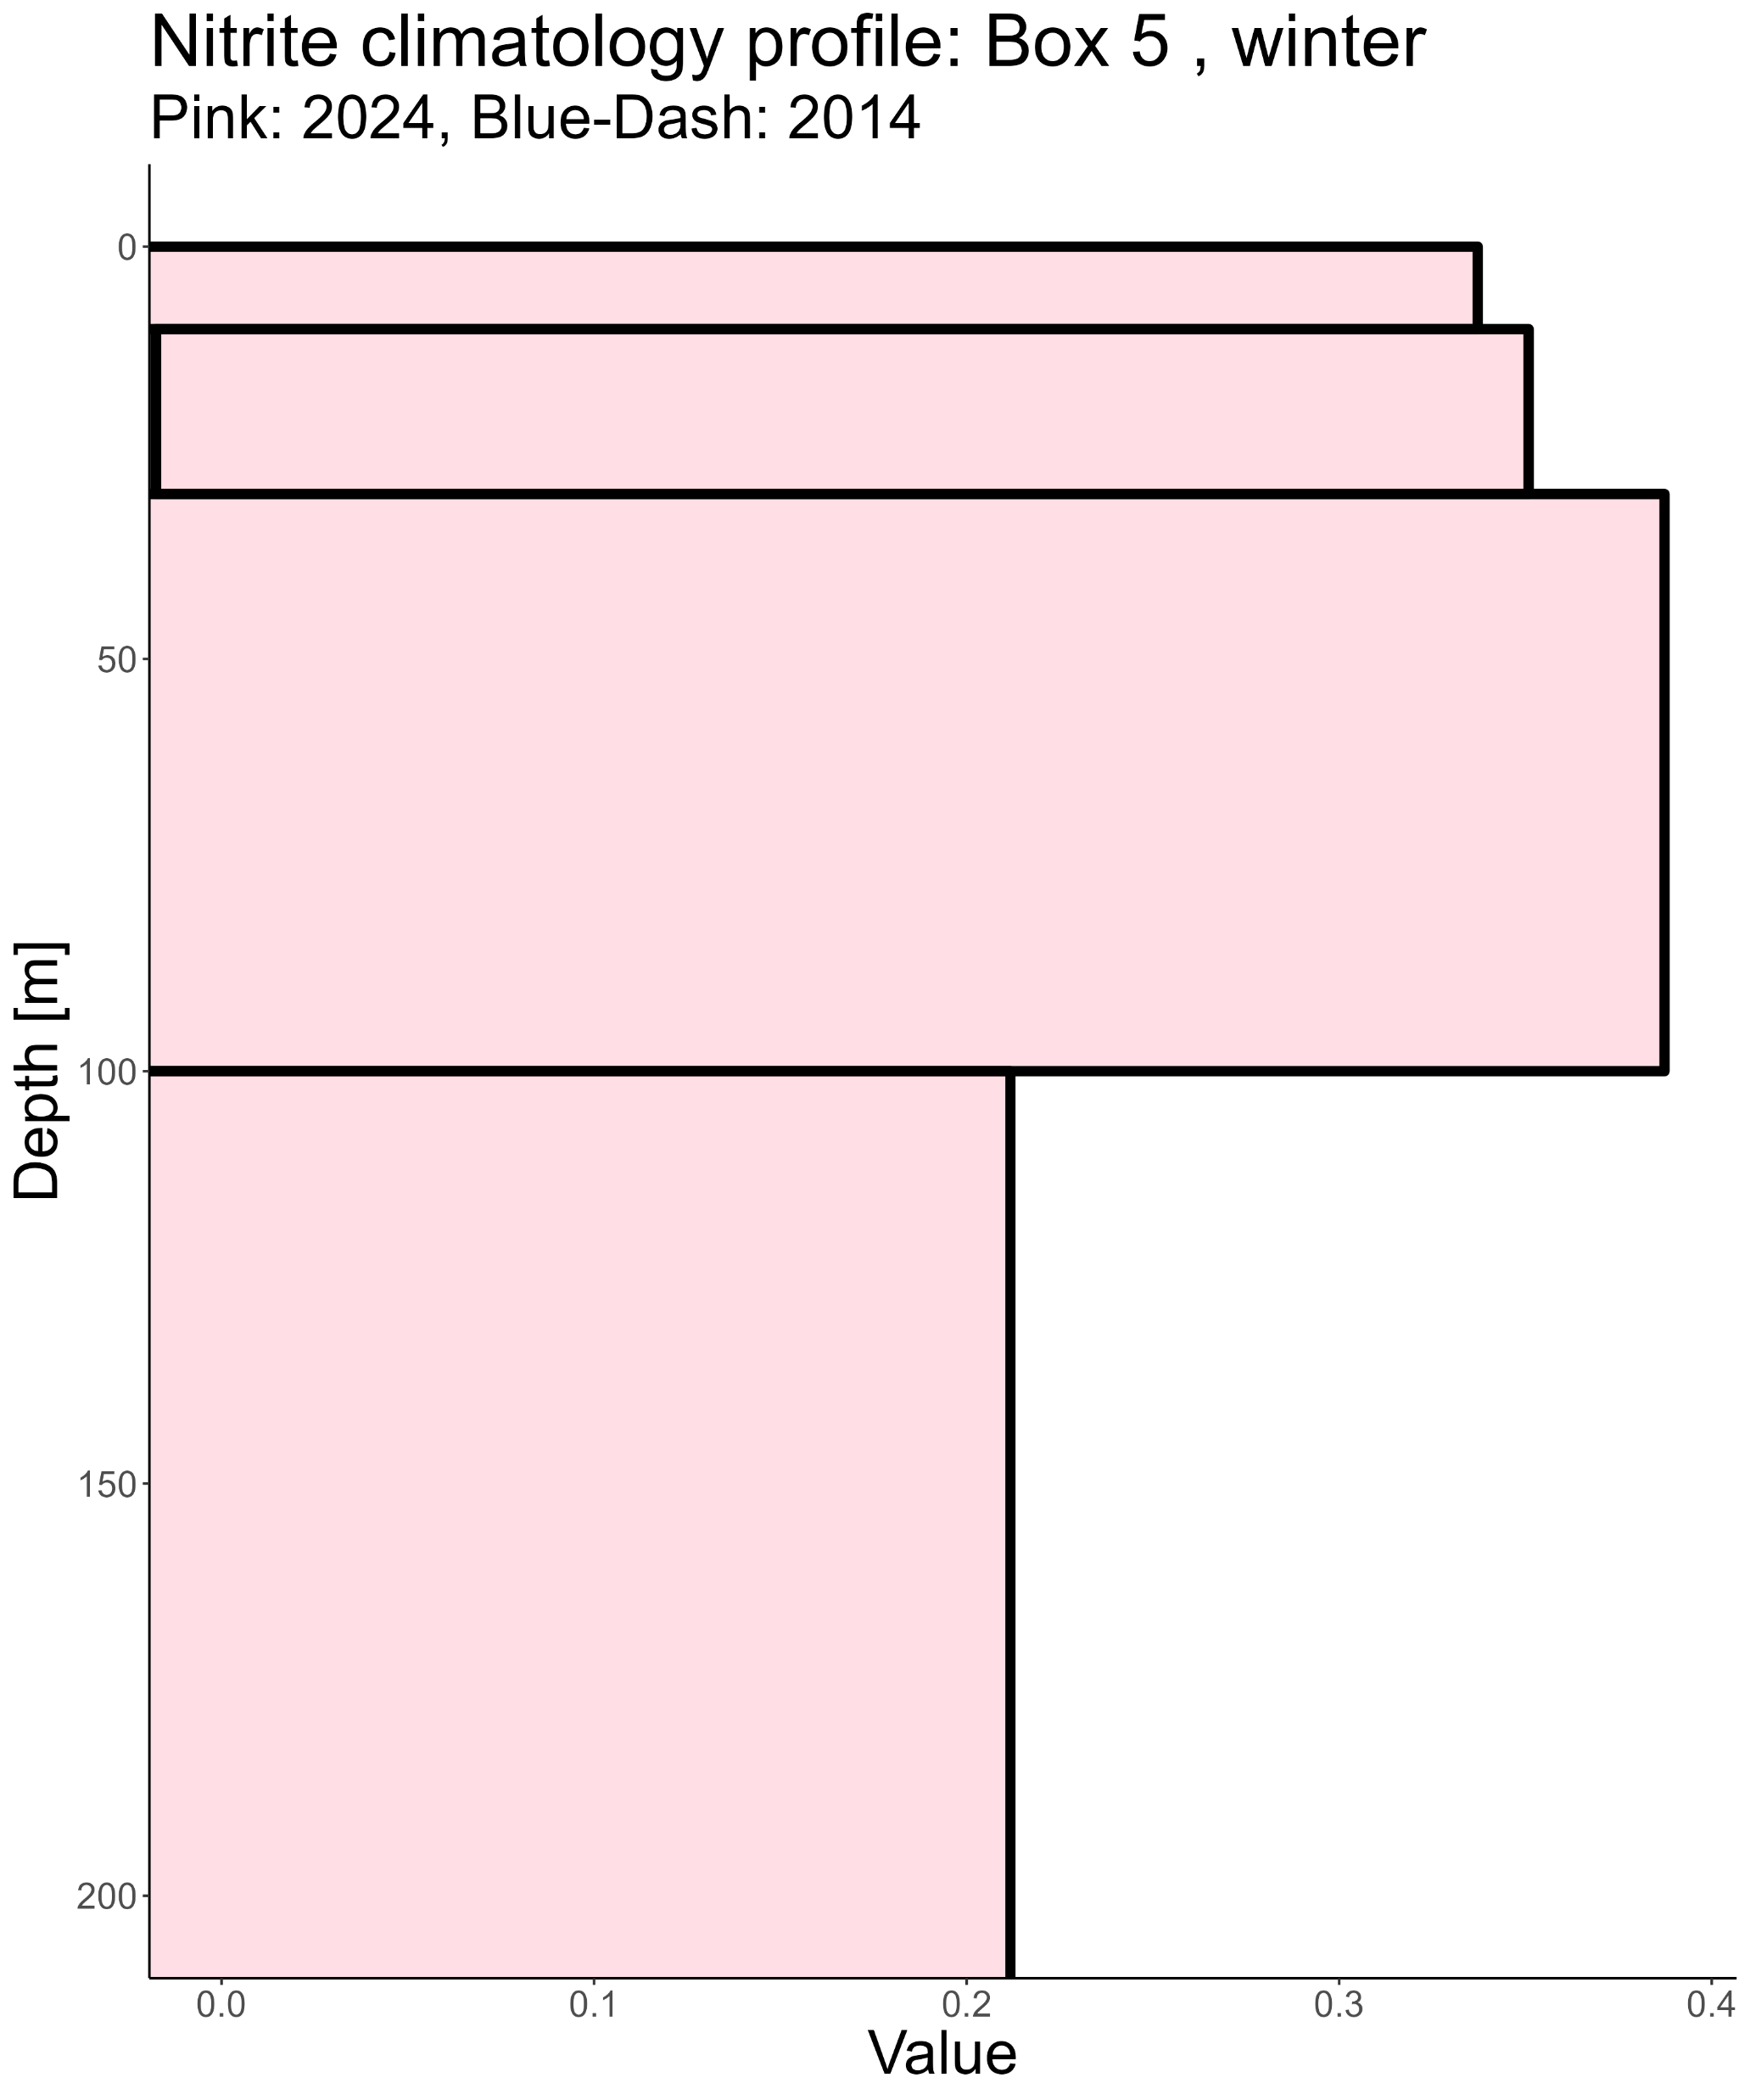 Nitrite climatology profile: Box 5 , winter
Pink: 2024, Blue-Dash: 2014
0
50
100
150
200
Depth [m]
0.0 0.1 0.2 0.3 0.4
Value